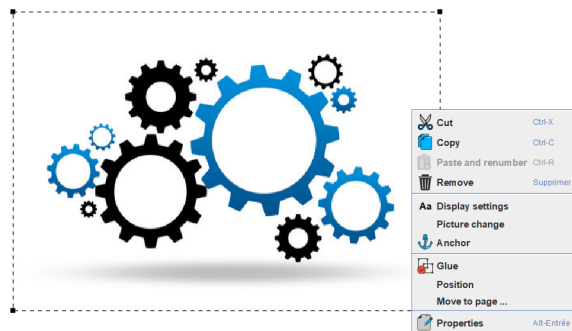 Cut Ctrl-X
Copy Ctrl-C
Paste and renumber Ctrl-R
Remove Supprimer
Aa Display settings
Picture change
Anchor
Glue
Position
Move to page ...
Properties Alt-Entrée